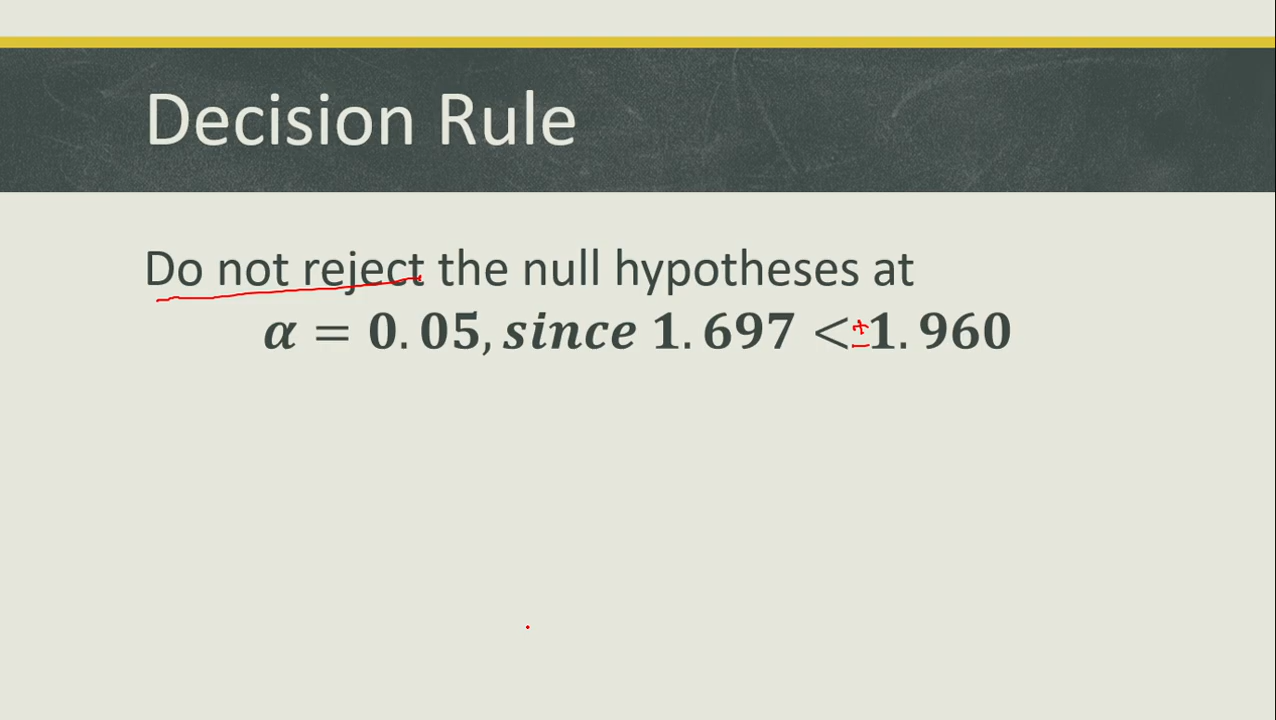 Decision Rule
Do not reject the null hypotheses at
α = 0.05, since 1.697 < ±1.960